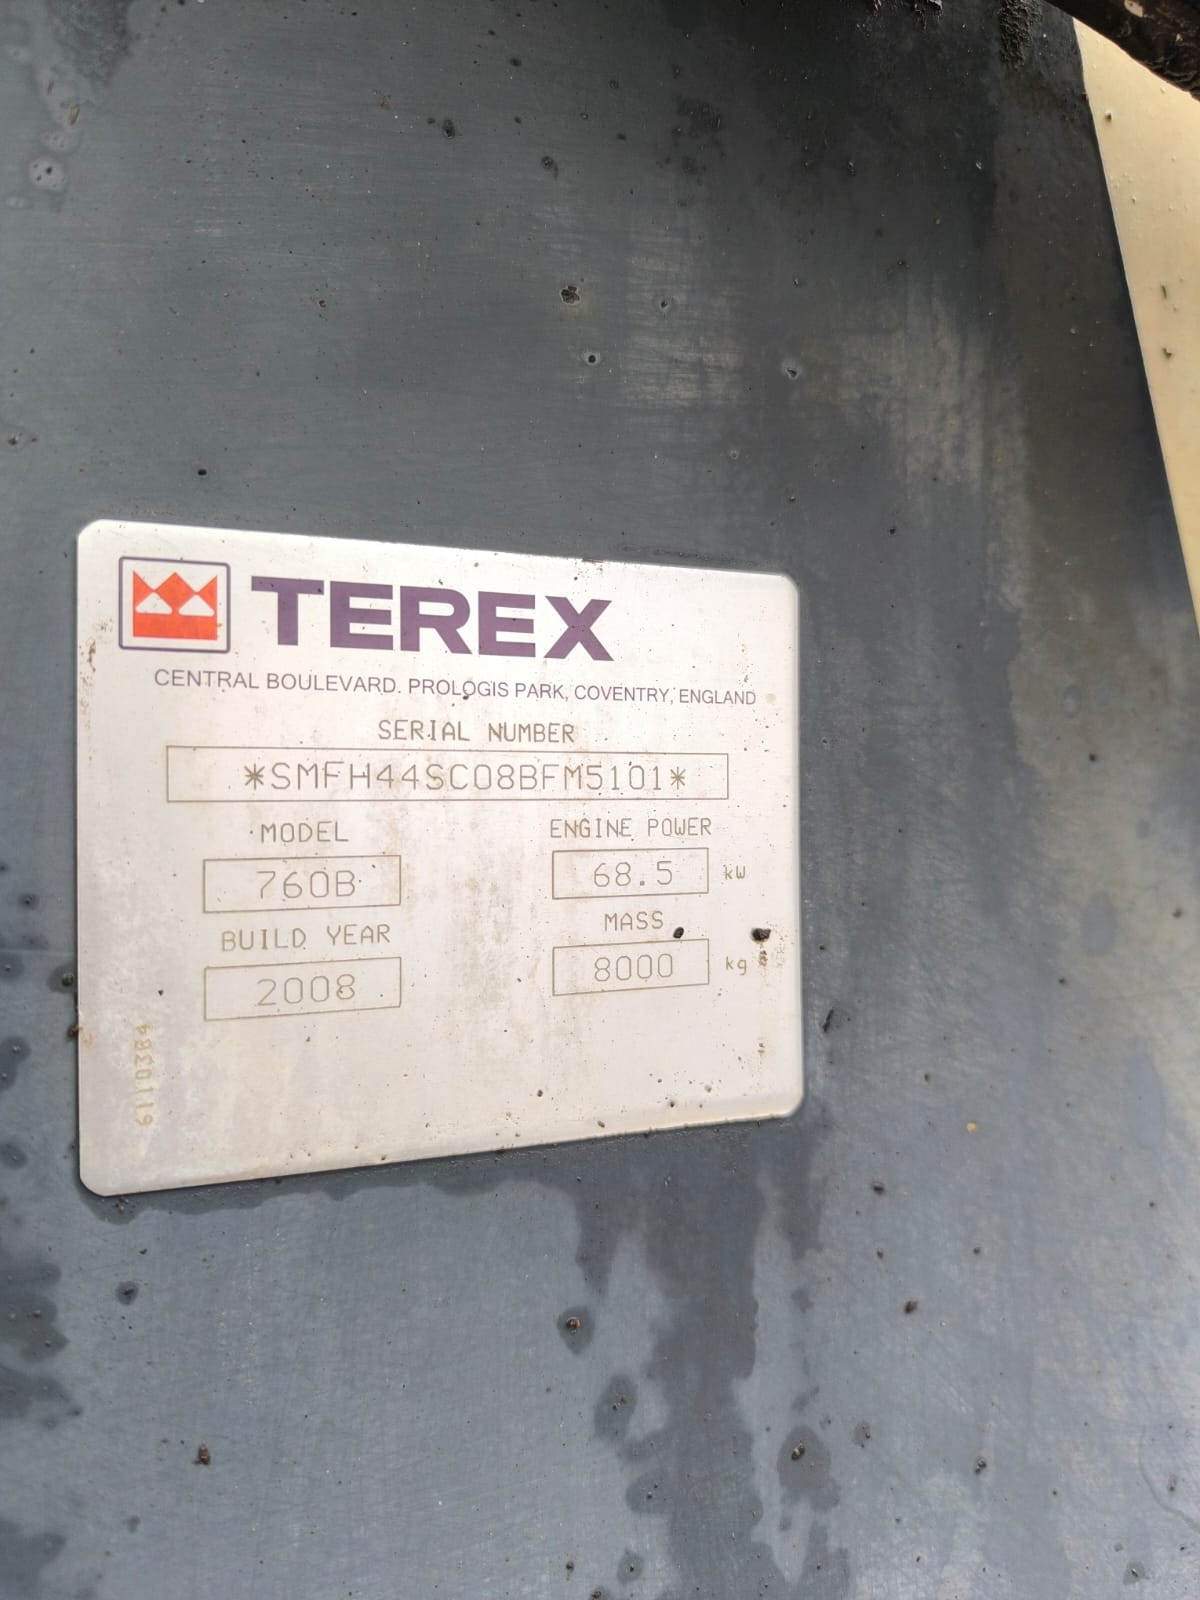 TEREX
CENTRAL BOULEVARD. PROLOGIS PARK, COVENTRY, ENGLAND
SERIAL NUMBER
*SMFH44SC08BFM5101*
MODEL
ENGINE POWER
760B
68.5 kW
BUILD YEAR
MASS
2008
8000 kg
6110384